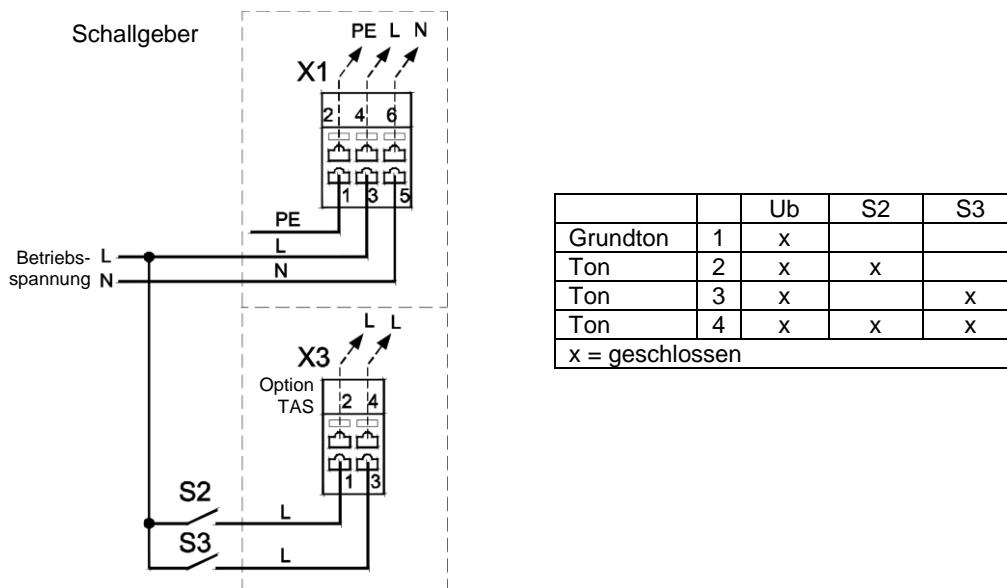 Schallgeber
PE L N
X1
2 4 6
1 3 5
PE
L
N
Betriebs-
spannung
L
N
L L
X3
Option
TAS
2 4
1 3
S2
L
S3
L
Ub S2 S3
Grundton 1 x
Ton 2 x x
Ton 3 x x
Ton 4 x x x
x = geschlossen